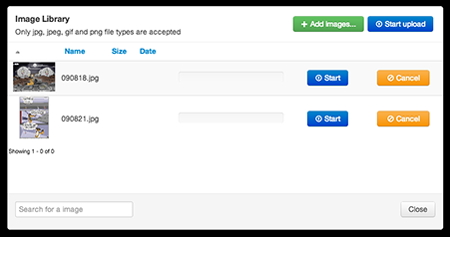 Image Library
+ Add images... Start upload
Only jpg, jpeg, gif and png file types are accepted
Name Size Date
090818.jpg Start Cancel
090821.jpg Start Cancel
Showing 1 - 0 of 0
Search for a image Close